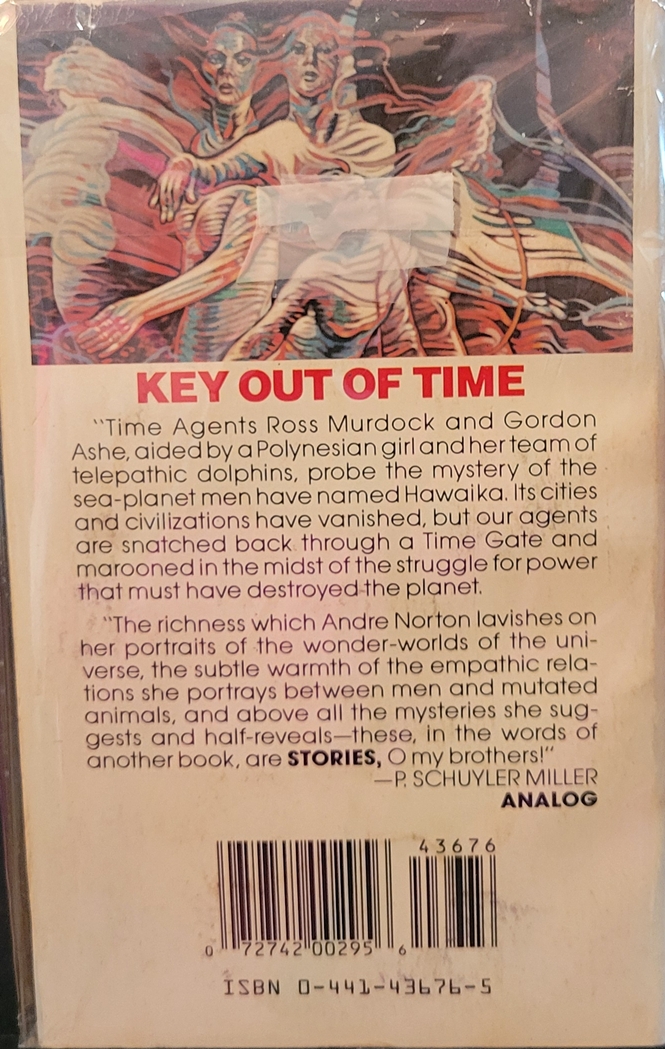 KEY OUT OF TIME
"Time Agents Ross Murdock and Gordon
Ashe, aided by a Polynesian girl and her team of
telepathic dolphins, probe the mystery of the
sea-planet men have named Hawaika. Its cities
and civilizations have vanished, but our agents
are snatched back through a Time Gate and
marooned in the midst of the struggle for power
that must have destroyed the planet.
"The richness which Andre Norton lavishes on
her portraits of the wonder-worlds of the uni-
verse, the subtle warmth of the empathic rela-
tions she portrays between men and mutated
animals, and above all the mysteries she sug-
gests and half-reveals—these, in the words of
another book, are STORIES, O my brothers!"
—P. SCHUYLER MILLER
ANALOG
43676
0 72742 00295 6
ISBN 0-441-43676-5